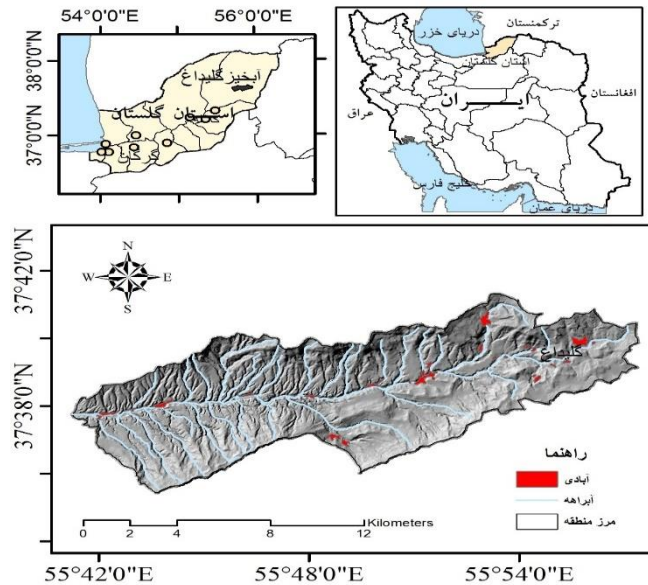 54°0'0"E
56°0'0"E
38°0'0"N
37°0'0"N
آبخیز گلیداغ
استان گلستان
گرگان
ترکمنستان
دریای خزر
استان گلستان
ایـــران
افغانستان
عراق
خلیج فارس
دریای عمان
37°42'0"N
37°38'0"N
N
W
E
S
گلیداغ
راهنما
آبادی
آبراهه
مرز منطقه
0 2 4 8 12
Kilometers
55°42'0"E
55°48'0"E
55°54'0"E